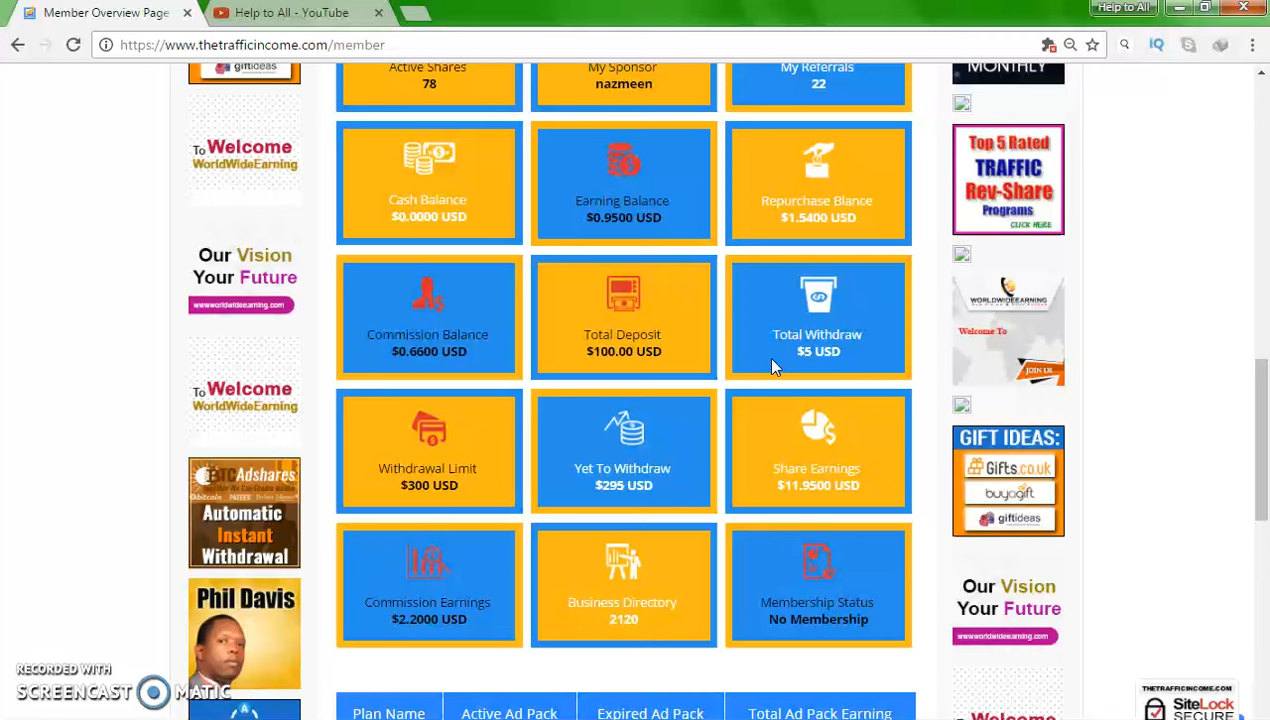 Member Overview Page
Help to All - YouTube
Help to All
https://www.thetrafficincome.com/member
giftideas
Active Shares
78
My Sponsor
nazmeen
My Referrals
22
MONTHLY
To Welcome
WorldWideEarning
Cash Balance
$0.0000 USD
Earning Balance
$0.9500 USD
Repurchase Blance
$1.5400 USD
Top 5 Rated
TRAFFIC
Rev-Share
Programs
CLICK HERE
Our Vision
Your Future
www.worldwideearning.com
Commission Balance
$0.6600 USD
Total Deposit
$100.00 USD
Total Withdraw
$5 USD
WORLDWIDEEARNING
Welcome To
JOIN US
To Welcome
WorldWideEarning
Withdrawal Limit
$300 USD
Yet To Withdraw
$295 USD
Share Earnings
$11.9500 USD
GIFT IDEAS:
Gifts.co.uk
buyagift
giftideas
BTC Adshares
Automatic
Instant
Withdrawal
Commission Earnings
$2.2000 USD
Business Directory
2120
Membership Status
No Membership
Our Vision
Your Future
www.worldwideearning.com
Phil Davis
RECORDED WITH
SCREENCAST MATIC
Plan Name
Active Ad Pack
Expired Ad Pack
Total Ad Pack Earning
THETRAFFICINCOME.COM
SiteLock
SECURE